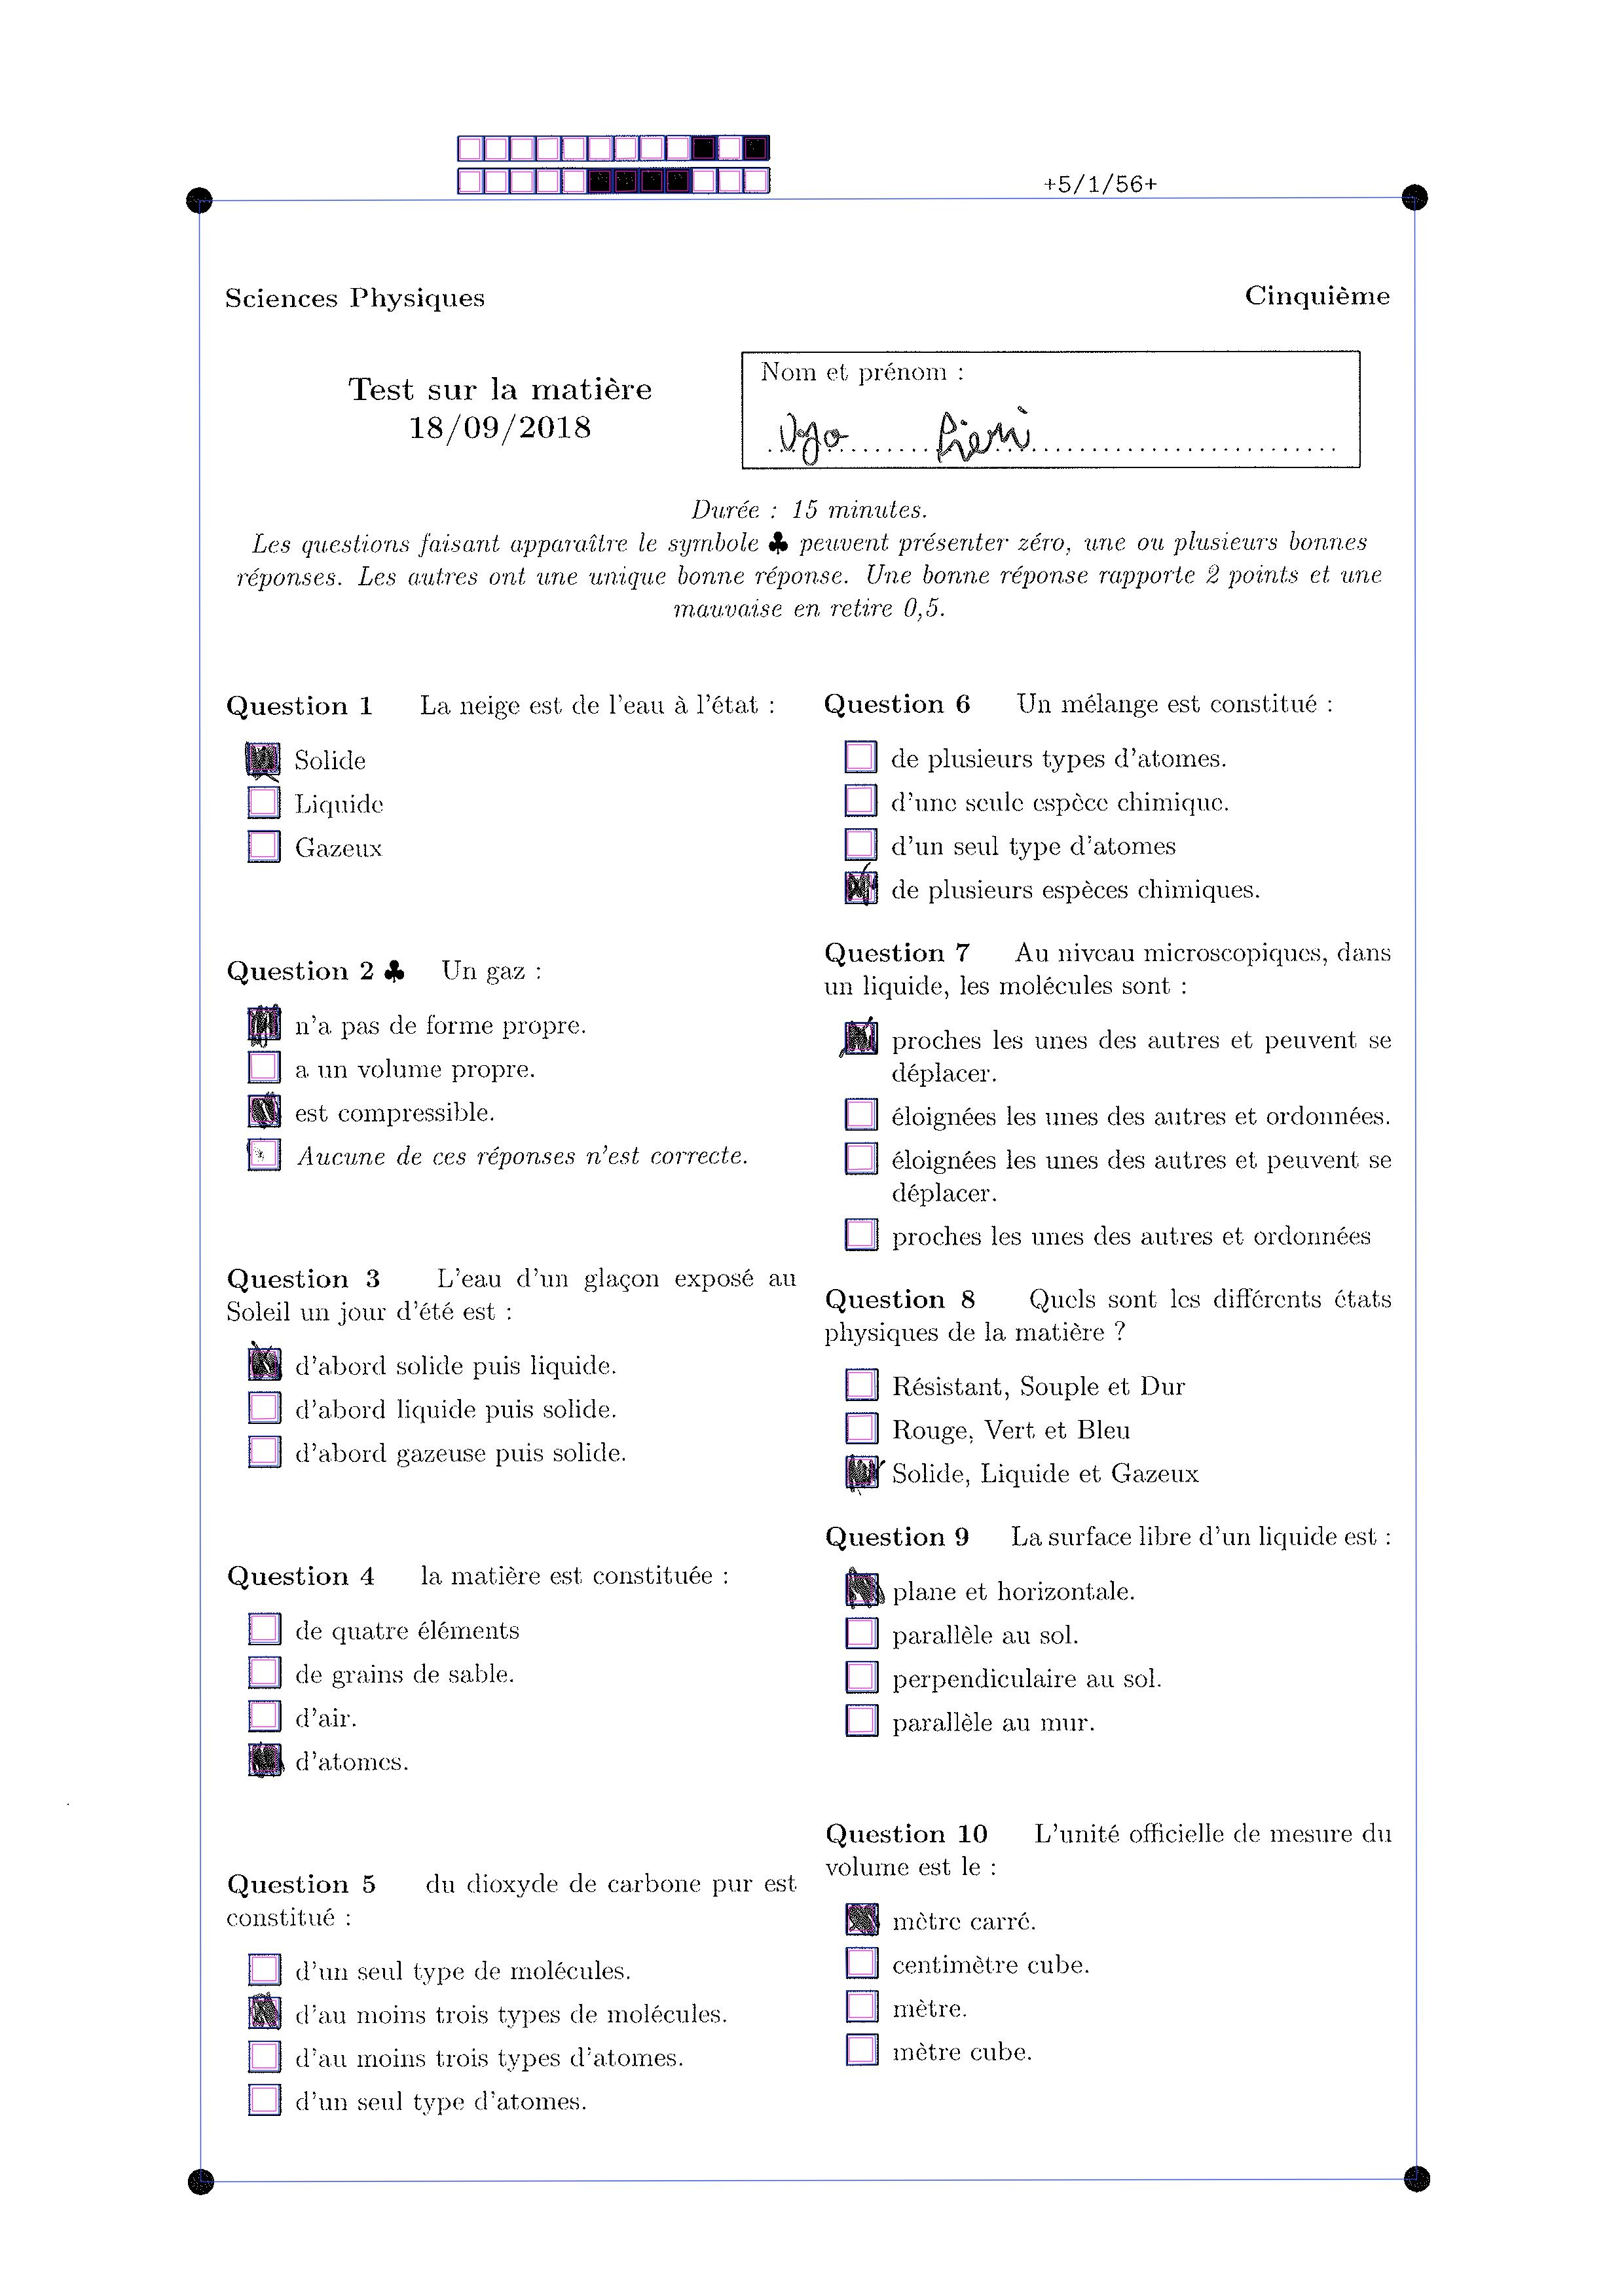 +5/1/56+
Sciences Physiques
Cinquième
Test sur la matière
18/09/2018
Nom et prénom :
Durée : 15 minutes.
Les questions faisant apparaître le symbole ♣ peuvent présenter zéro, une ou plusieurs bonnes
réponses. Les autres ont une unique bonne réponse. Une bonne réponse rapporte 2 points et une
mauvaise en retire 0,5.
Question 1 La neige est de l'eau à l'état :
Solide
Liquide
Gazeux
Question 2 ♣ Un gaz :
n'a pas de forme propre.
a un volume propre.
est compressible.
Aucune de ces réponses n'est correcte.
Question 3 L'eau d'un glaçon exposé au
Soleil un jour d'été est :
d'abord solide puis liquide.
d'abord liquide puis solide.
d'abord gazeuse puis solide.
Question 4 la matière est constituée :
de quatre éléments
de grains de sable.
d'air.
d'atomes.
Question 5 du dioxyde de carbone pur est
constitué :
d'un seul type de molécules.
d'au moins trois types de molécules.
d'au moins trois types d'atomes.
d'un seul type d'atomes.
Question 6 Un mélange est constitué :
de plusieurs types d'atomes.
d'une seule espèce chimique.
d'un seul type d'atomes
de plusieurs espèces chimiques.
Question 7 Au niveau microscopiques, dans
un liquide, les molécules sont :
proches les unes des autres et peuvent se
déplacer.
éloignées les unes des autres et ordonnées.
éloignées les unes des autres et peuvent se
déplacer.
proches les unes des autres et ordonnées
Question 8 Quels sont les différents états
physiques de la matière ?
Résistant, Souple et Dur
Rouge, Vert et Bleu
Solide, Liquide et Gazeux
Question 9 La surface libre d'un liquide est :
plane et horizontale.
parallèle au sol.
perpendiculaire au sol.
parallèle au mur.
Question 10 L'unité officielle de mesure du
volume est le :
mètre carré.
centimètre cube.
mètre.
mètre cube.